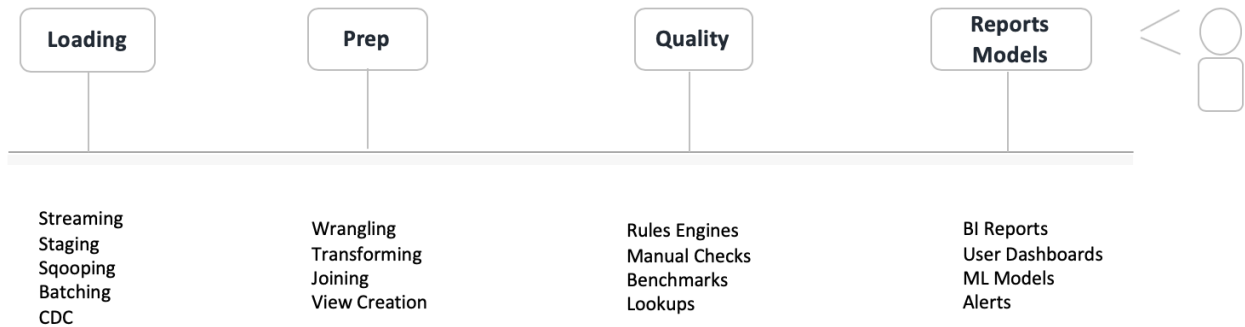 Loading
Prep
Quality
Reports
Models
Streaming
Staging
Sqooping
Batching
CDC
Wrangling
Transforming
Joining
View Creation
Rules Engines
Manual Checks
Benchmarks
Lookups
BI Reports
User Dashboards
ML Models
Alerts